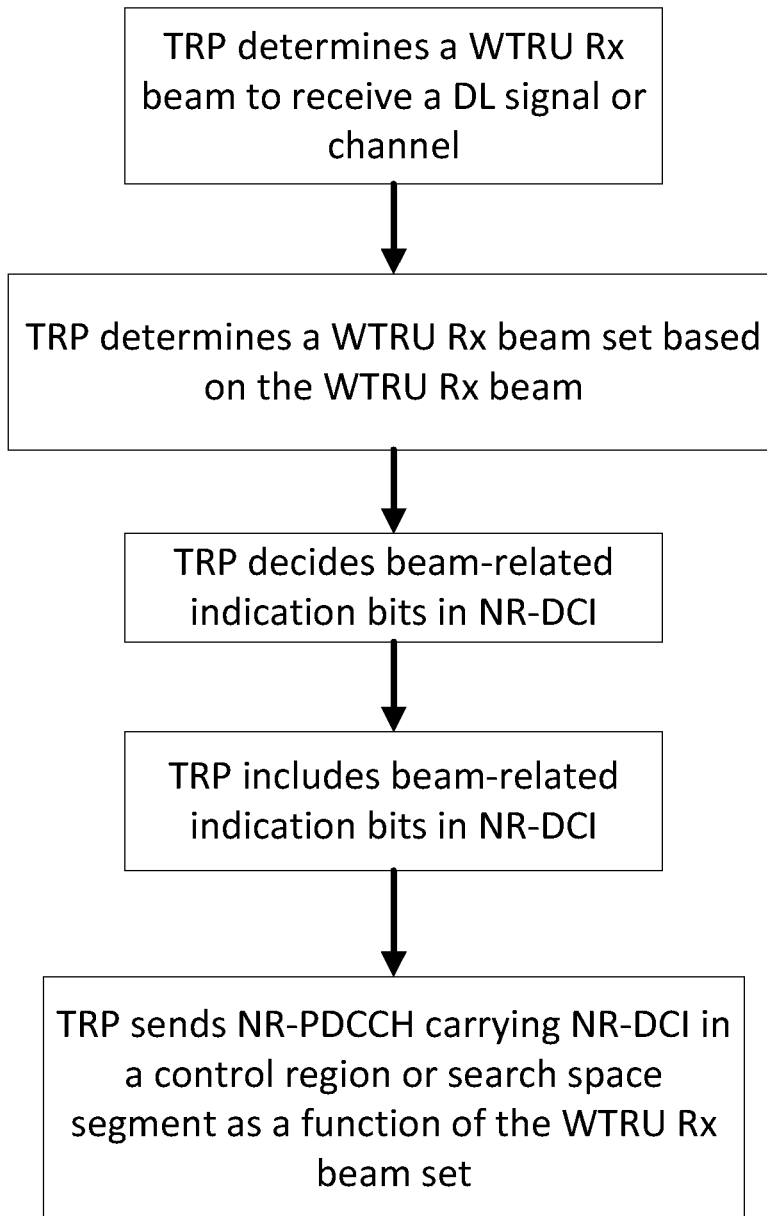 TRP determines a WTRU Rx
beam to receive a DL signal or
channel
TRP determines a WTRU Rx beam set based
on the WTRU Rx beam
TRP decides beam-related
indication bits in NR-DCI
TRP includes beam-related
indication bits in NR-DCI
TRP sends NR-PDCCH carrying NR-DCI in
a control region or search space
segment as a function of the WTRU Rx
beam set